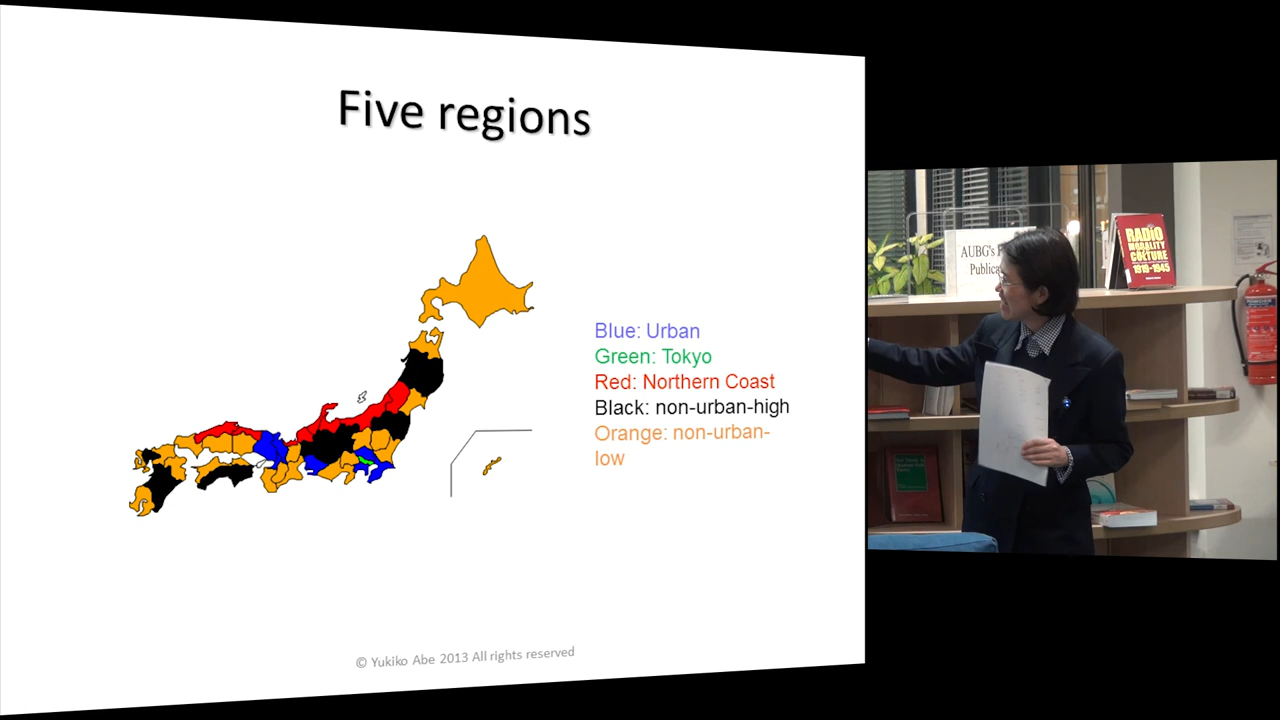 Five regions
Blue: Urban
Green: Tokyo
Red: Northern Coast
Black: non-urban-high
Orange: non-urban-
low
© Yukiko Abe 2013 All rights reserved
AUBG's
RADIO
MORALITY
CULTURE
1919-1945